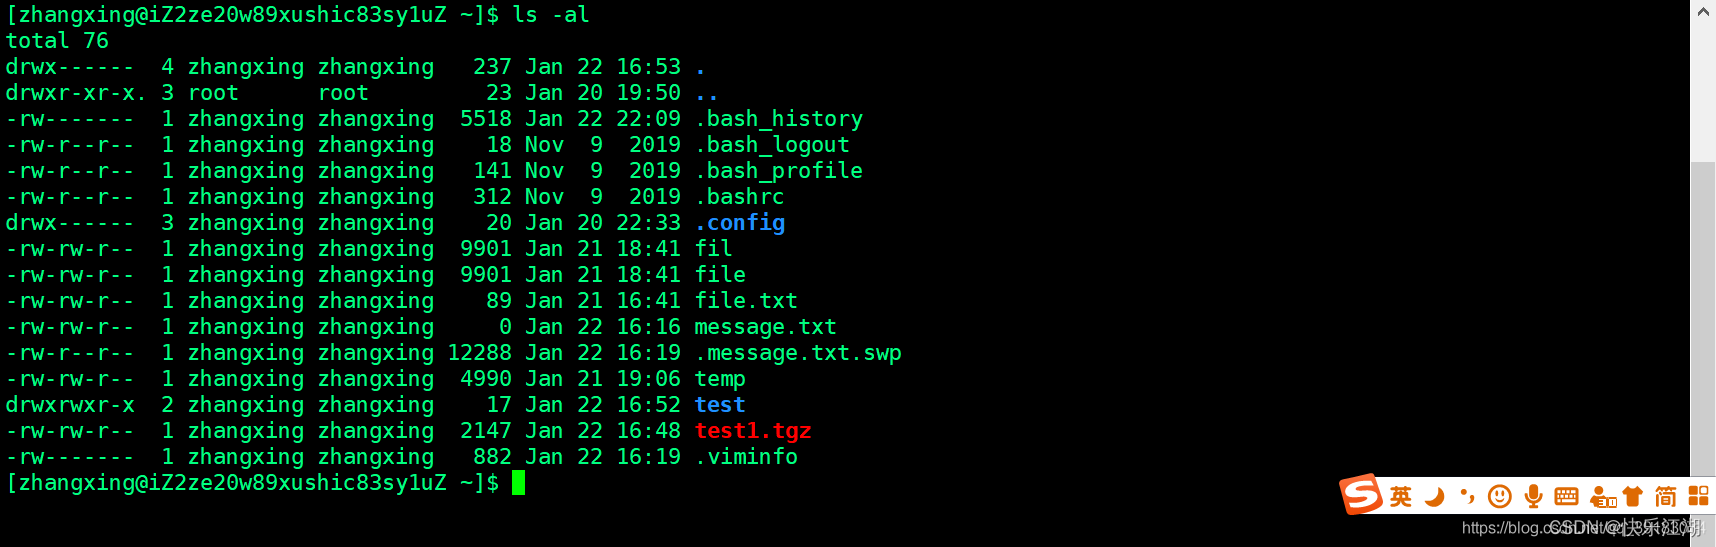 [zhangxing@iZ2ze20w89xushic83sy1uZ ~]$ ls -al
total 76
drwx------  4 zhangxing zhangxing   237 Jan 22 16:53 .
drwxr-xr-x. 3 root      root         23 Jan 20 19:50 ..
-rw-------  1 zhangxing zhangxing  5518 Jan 22 22:09 .bash_history
-rw-r--r--  1 zhangxing zhangxing    18 Nov  9  2019 .bash_logout
-rw-r--r--  1 zhangxing zhangxing   141 Nov  9  2019 .bash_profile
-rw-r--r--  1 zhangxing zhangxing   312 Nov  9  2019 .bashrc
drwx------  3 zhangxing zhangxing    20 Jan 20 22:33 .config
-rw-rw-r--  1 zhangxing zhangxing  9901 Jan 21 18:41 fil
-rw-rw-r--  1 zhangxing zhangxing  9901 Jan 21 18:41 file
-rw-rw-r--  1 zhangxing zhangxing    89 Jan 21 16:41 file.txt
-rw-rw-r--  1 zhangxing zhangxing     0 Jan 22 16:16 message.txt
-rw-r--r--  1 zhangxing zhangxing 12288 Jan 22 16:19 .message.txt.swp
-rw-rw-r--  1 zhangxing zhangxing  4990 Jan 21 19:06 temp
drwxrwxr-x  2 zhangxing zhangxing    17 Jan 22 16:52 test
-rw-rw-r--  1 zhangxing zhangxing  2147 Jan 22 16:48 test1.tgz
-rw-------  1 zhangxing zhangxing   882 Jan 22 16:19 .viminfo
[zhangxing@iZ2ze20w89xushic83sy1uZ ~]$
S 英 简
CSDN @快乐江湖